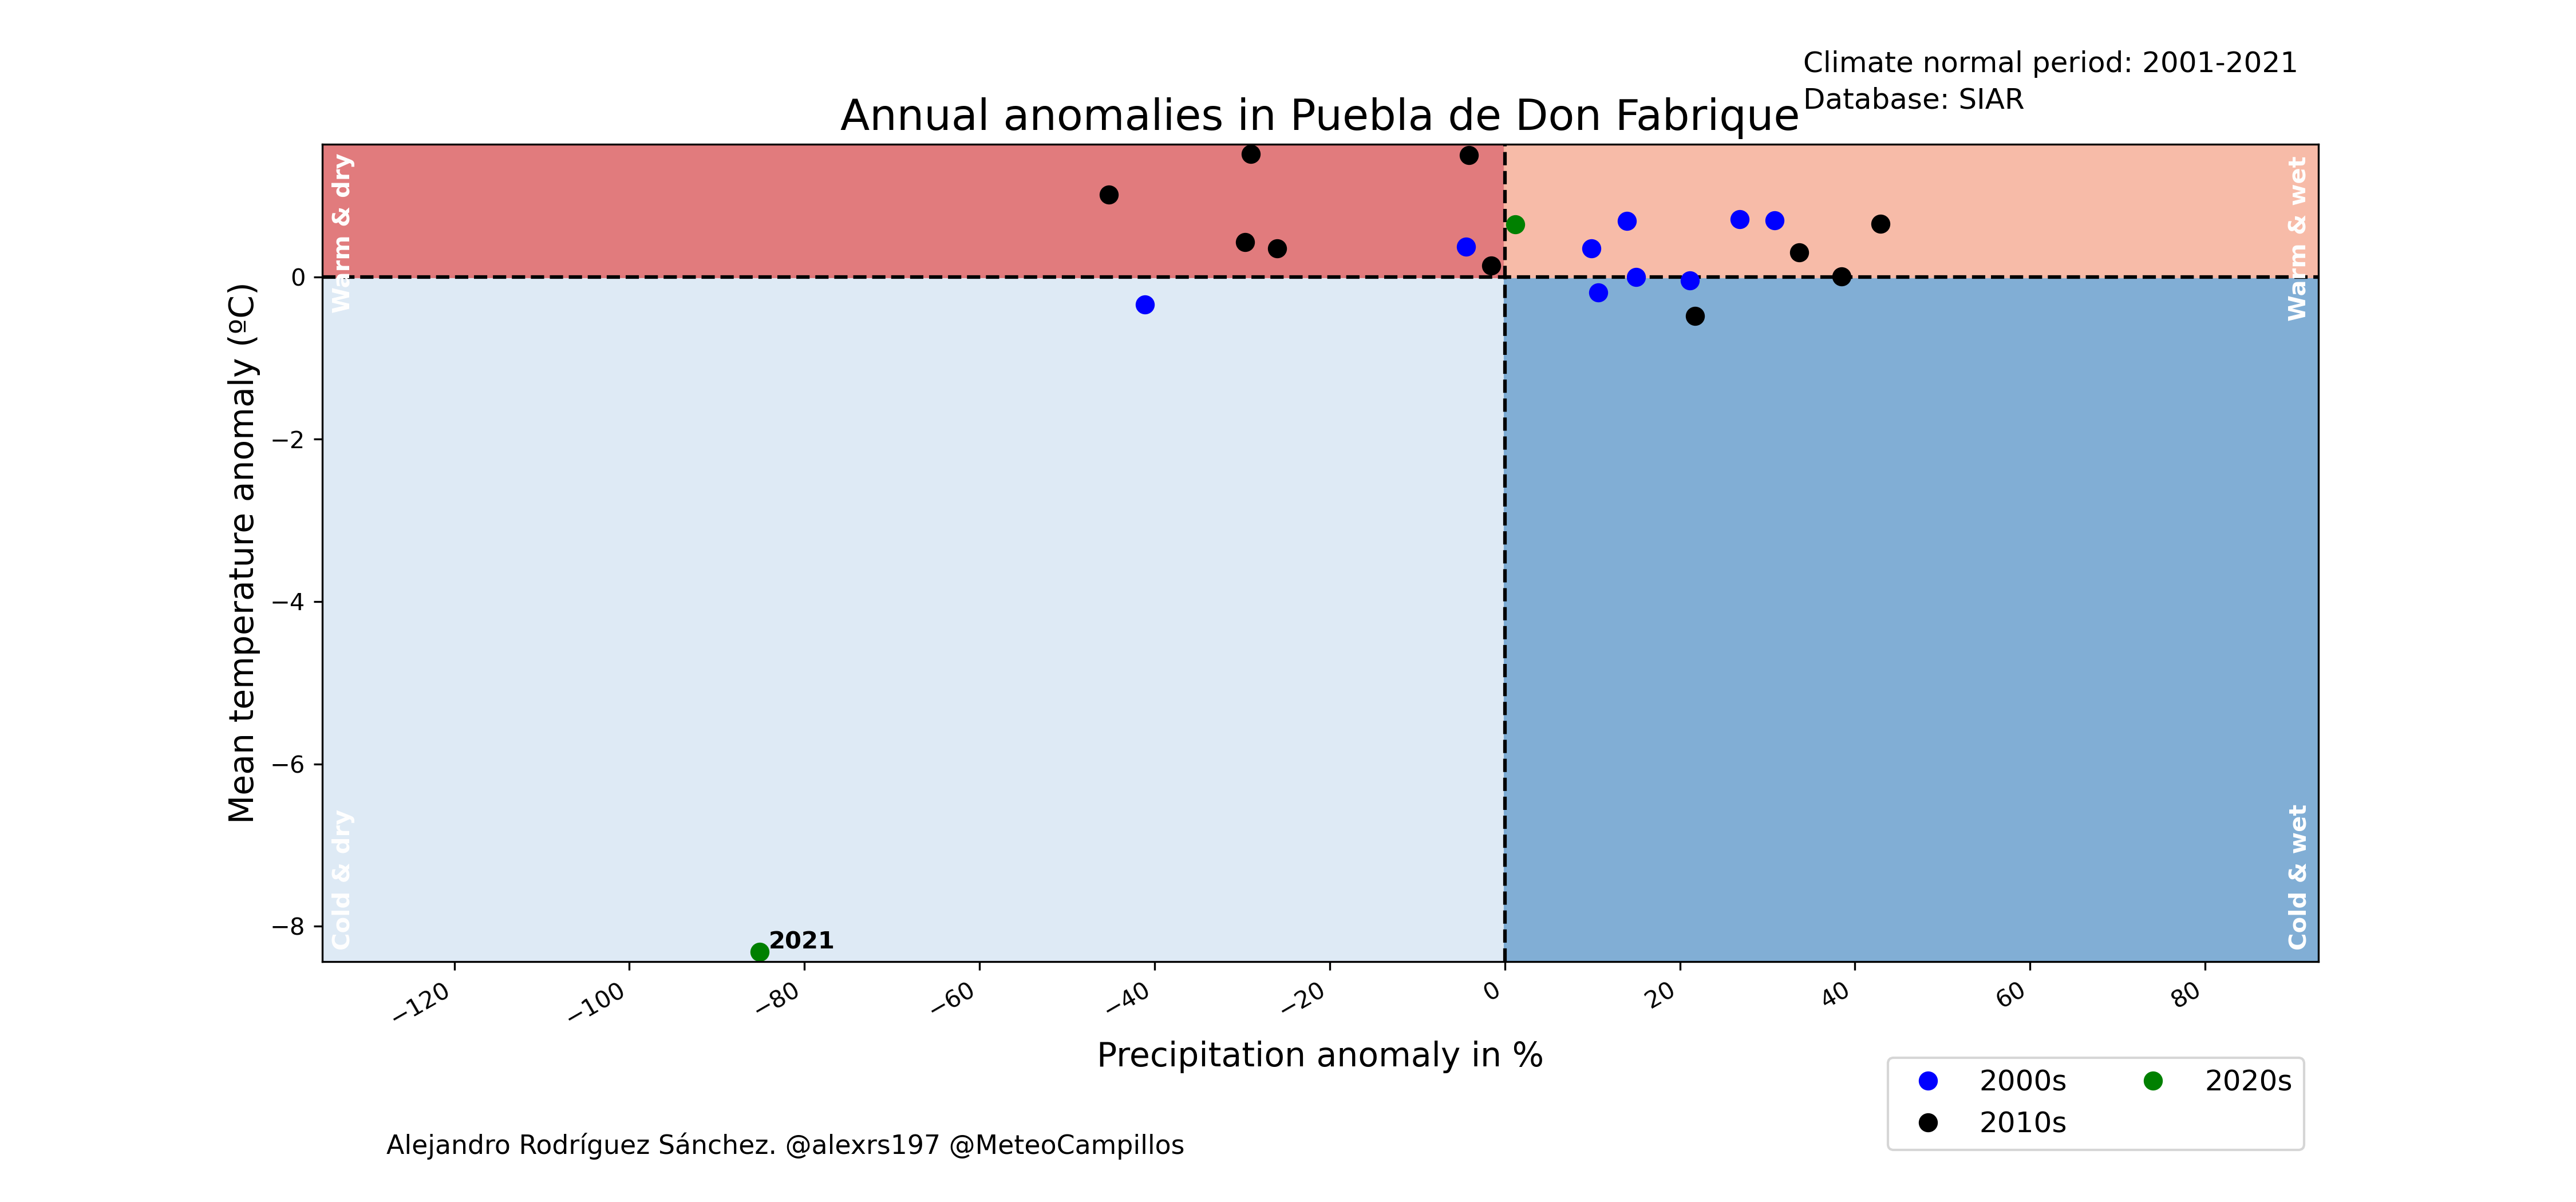 Climate normal period: 2001-2021
Database: SIAR
Annual anomalies in Puebla de Don Fabrique
Warm & dry
Warm & wet
Mean temperature anomaly (ºC)
0
−2
−4
−6
−8
Cold & dry
Cold & wet
2021
−120
−100
−80
−60
−40
−20
0
20
40
60
80
Precipitation anomaly in %
2000s
2010s
2020s
Alejandro Rodríguez Sánchez. @alexrs197 @MeteoCampillos